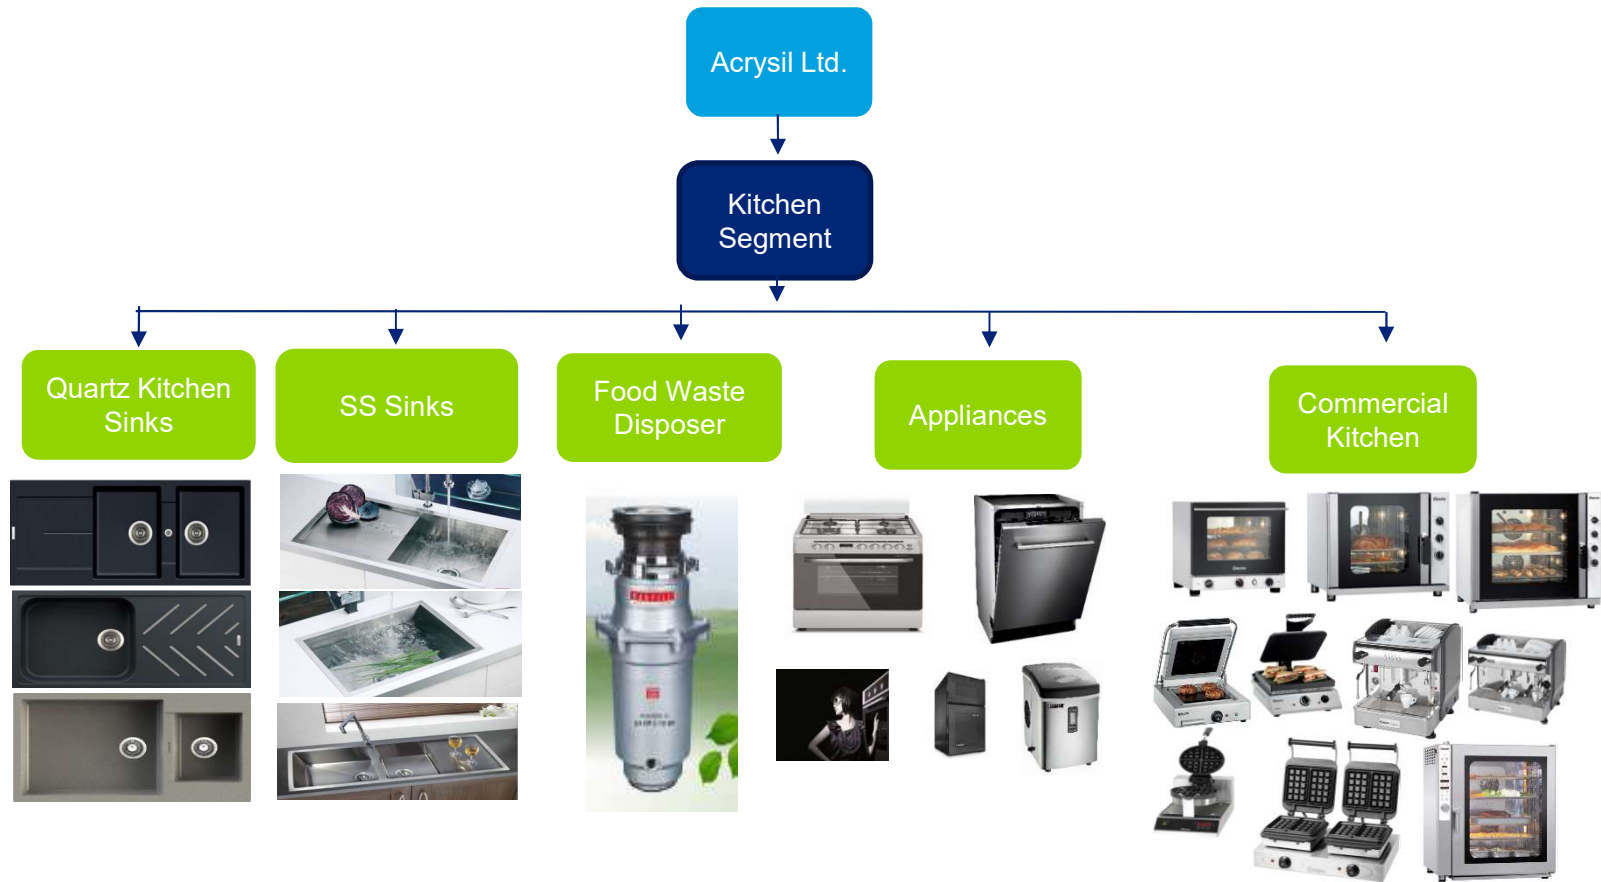 Acrysil Ltd.
Kitchen
Segment
Quartz Kitchen
Sinks
SS Sinks
Food Waste
Disposer
Appliances
Commercial
Kitchen